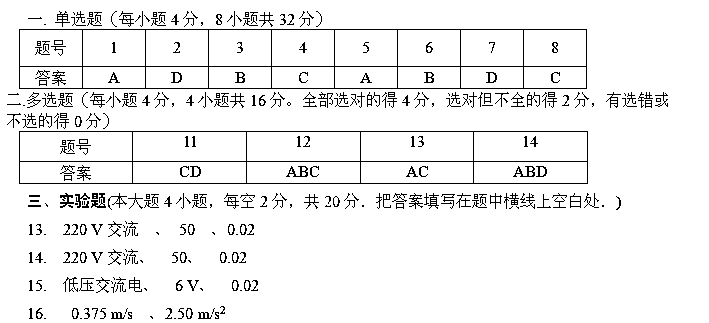 一. 单选题（每小题 4 分，8 小题共 32 分）
题号 1 2 3 4 5 6 7 8
答案 A D B C A B D C
二.多选题（每小题 4 分，4 小题共 16 分。全部选对的得 4 分，选对但不全的得 2 分，有选错或
不选的得 0 分）
题号 11 12 13 14
答案 CD ABC AC ABD
三、实验题(本大题 4 小题，每空 2 分，共 20 分．把答案填写在题中横线上空白处．)
13. 220 V 交流 、 50 、0.02
14. 220 V 交流、 50、 0.02
15. 低压交流电、 6 V、 0.02
16. 0.375 m/s 、2.50 m/s²